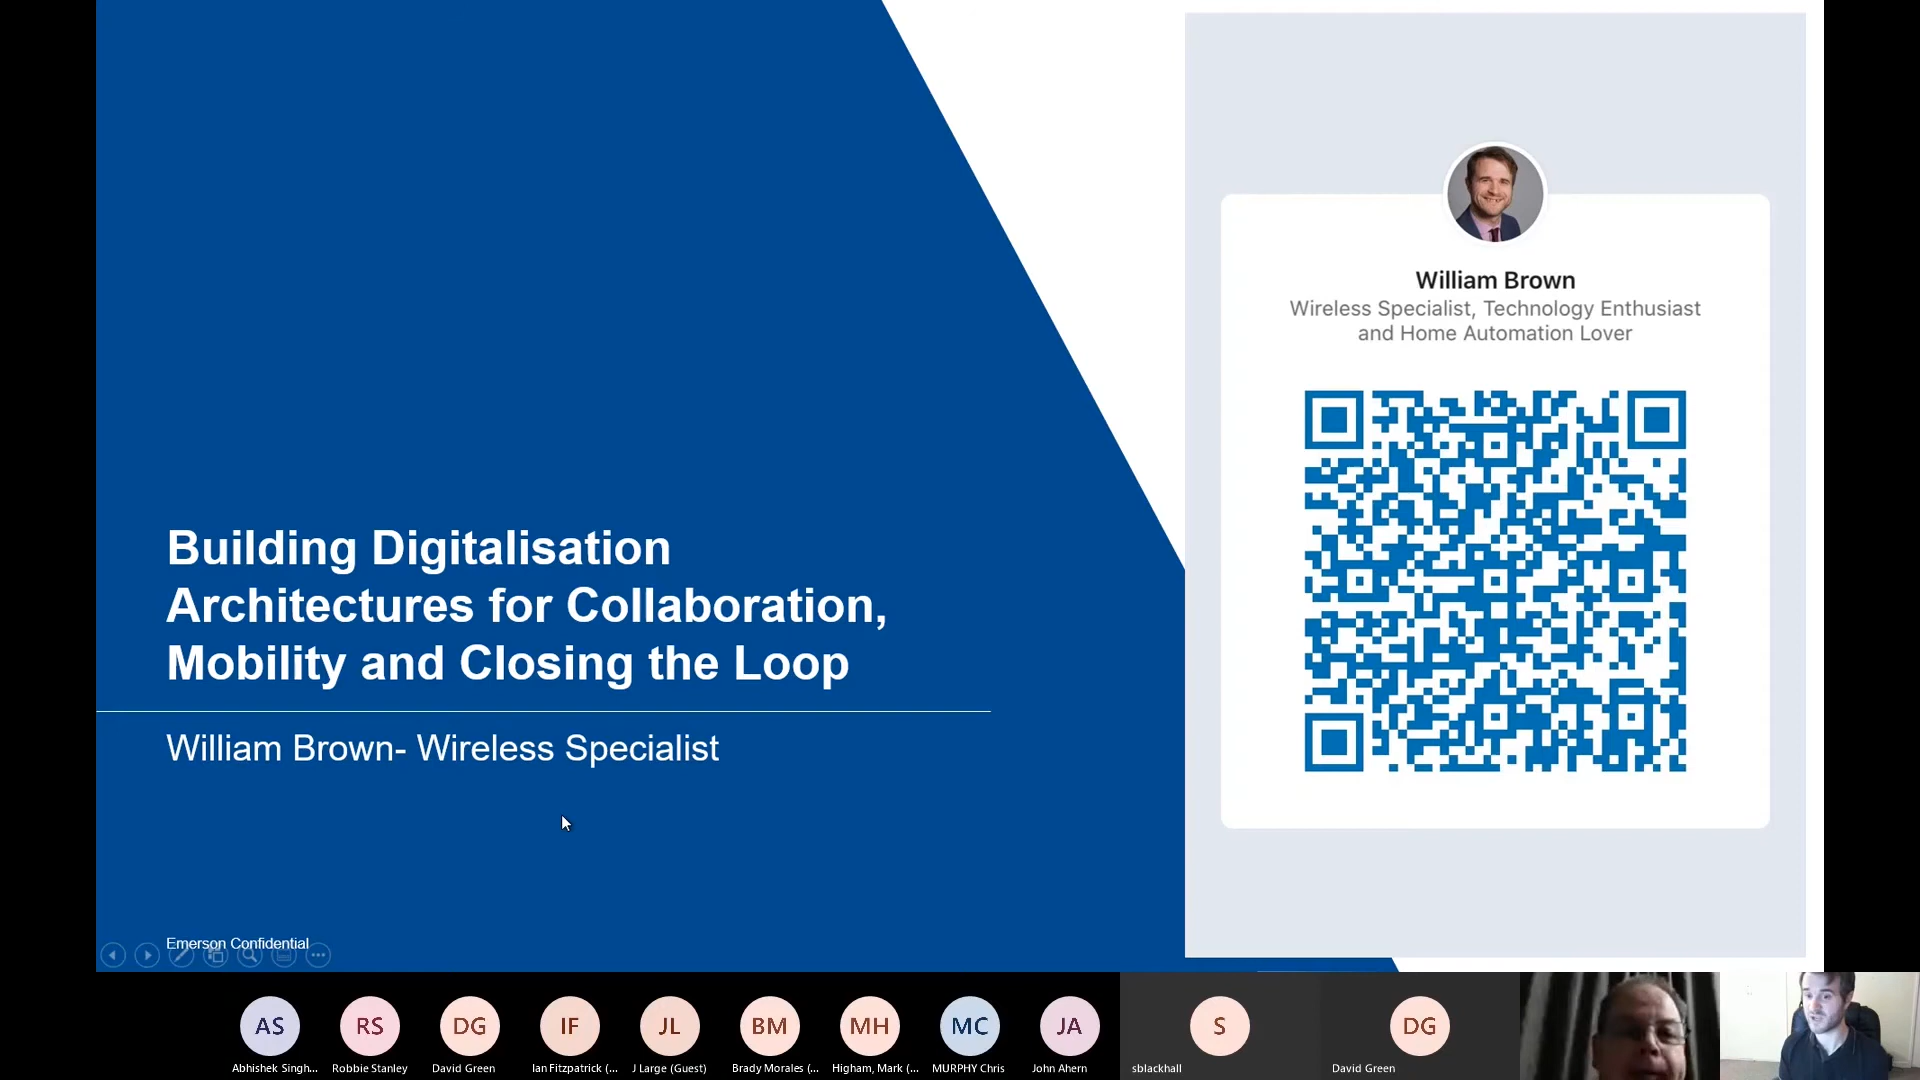 William Brown
Wireless Specialist, Technology Enthusiast
and Home Automation Lover
Building Digitalisation
Architectures for Collaboration,
Mobility and Closing the Loop
William Brown- Wireless Specialist
Emerson Confidential
AS
RS
DG
IF
JL
BM
MH
MC
JA
S
DG
Abhishek Singh...
Robbie Stanley
David Green
Ian Fitzpatrick (...
J Large (Guest)
Brady Morales (...
Higham, Mark (...
MURPHY Chris
John Ahern
sblackhall
David Green